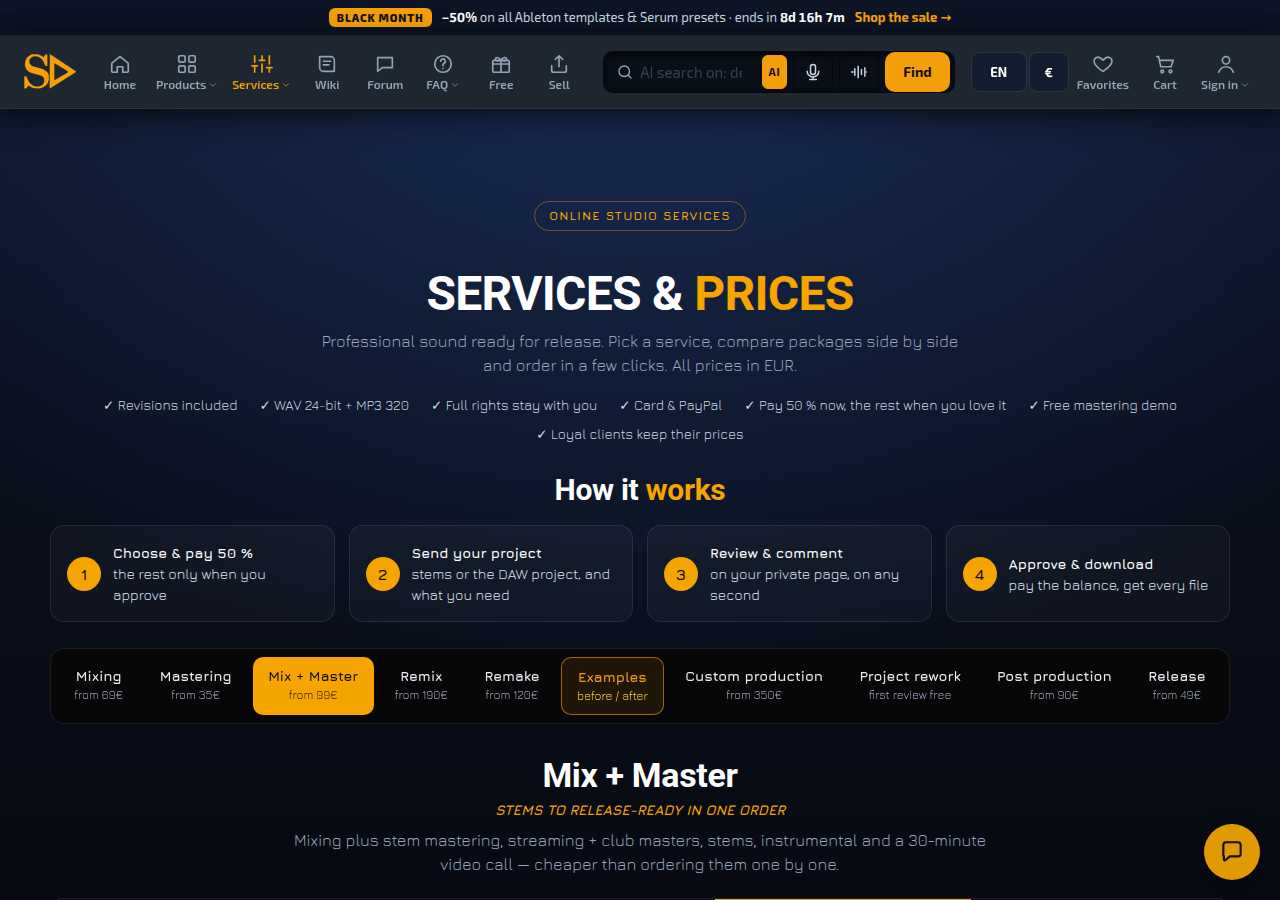 BLACK MONTH −50% on all Ableton templates & Serum presets · ends in 8d 16h 7m Shop the sale →
Home Products Services Wiki Forum FAQ Free Sell AI search on: dr AI Find EN € Favorites Cart Sign in
ONLINE STUDIO SERVICES
SERVICES & PRICES
Professional sound ready for release. Pick a service, compare packages side by side
and order in a few clicks. All prices in EUR.
✓ Revisions included ✓ WAV 24-bit + MP3 320 ✓ Full rights stay with you ✓ Card & PayPal ✓ Pay 50 % now, the rest when you love it ✓ Free mastering demo
✓ Loyal clients keep their prices
How it works
1 Choose & pay 50 %
the rest only when you
approve
2 Send your project
stems or the DAW project, and
what you need
3 Review & comment
on your private page, on any
second
4 Approve & download
pay the balance, get every file
Mixing
from 69€
Mastering
from 35€
Mix + Master
from 99€
Remix
from 190€
Remake
from 120€
Examples
before / after
Custom production
from 350€
Project rework
first review free
Post production
from 90€
Release
from 49€
Mix + Master
STEMS TO RELEASE-READY IN ONE ORDER
Mixing plus stem mastering, streaming + club masters, stems, instrumental and a 30-minute
video call — cheaper than ordering them one by one.